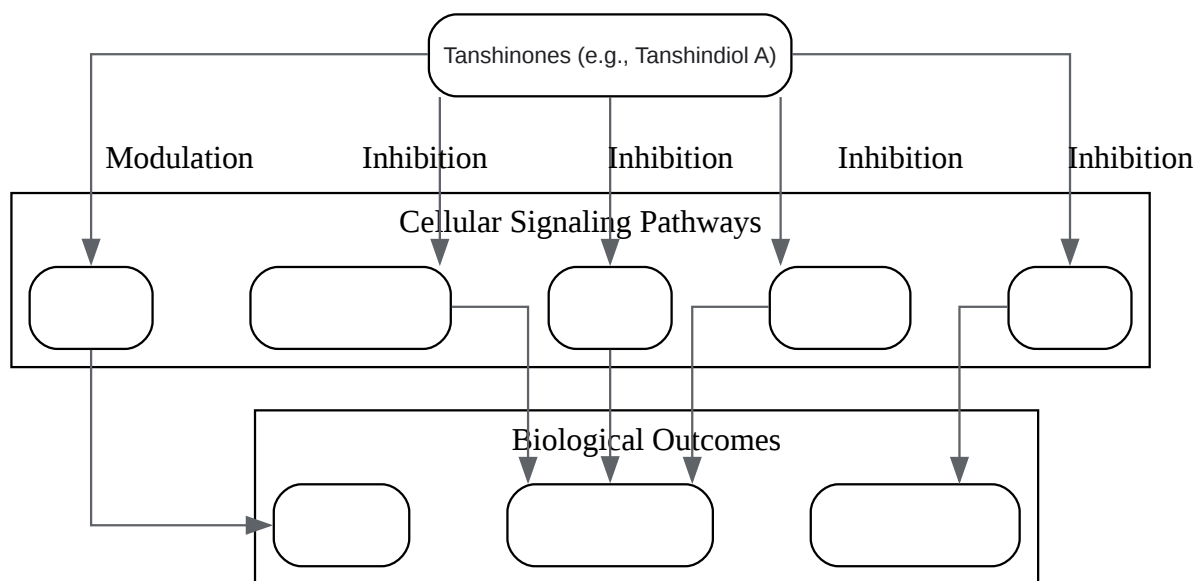 Tanshinones (e.g., Tanshindiol A)
Modulation
Inhibition
Inhibition
Inhibition
Inhibition
Cellular Signaling Pathways
Biological Outcomes